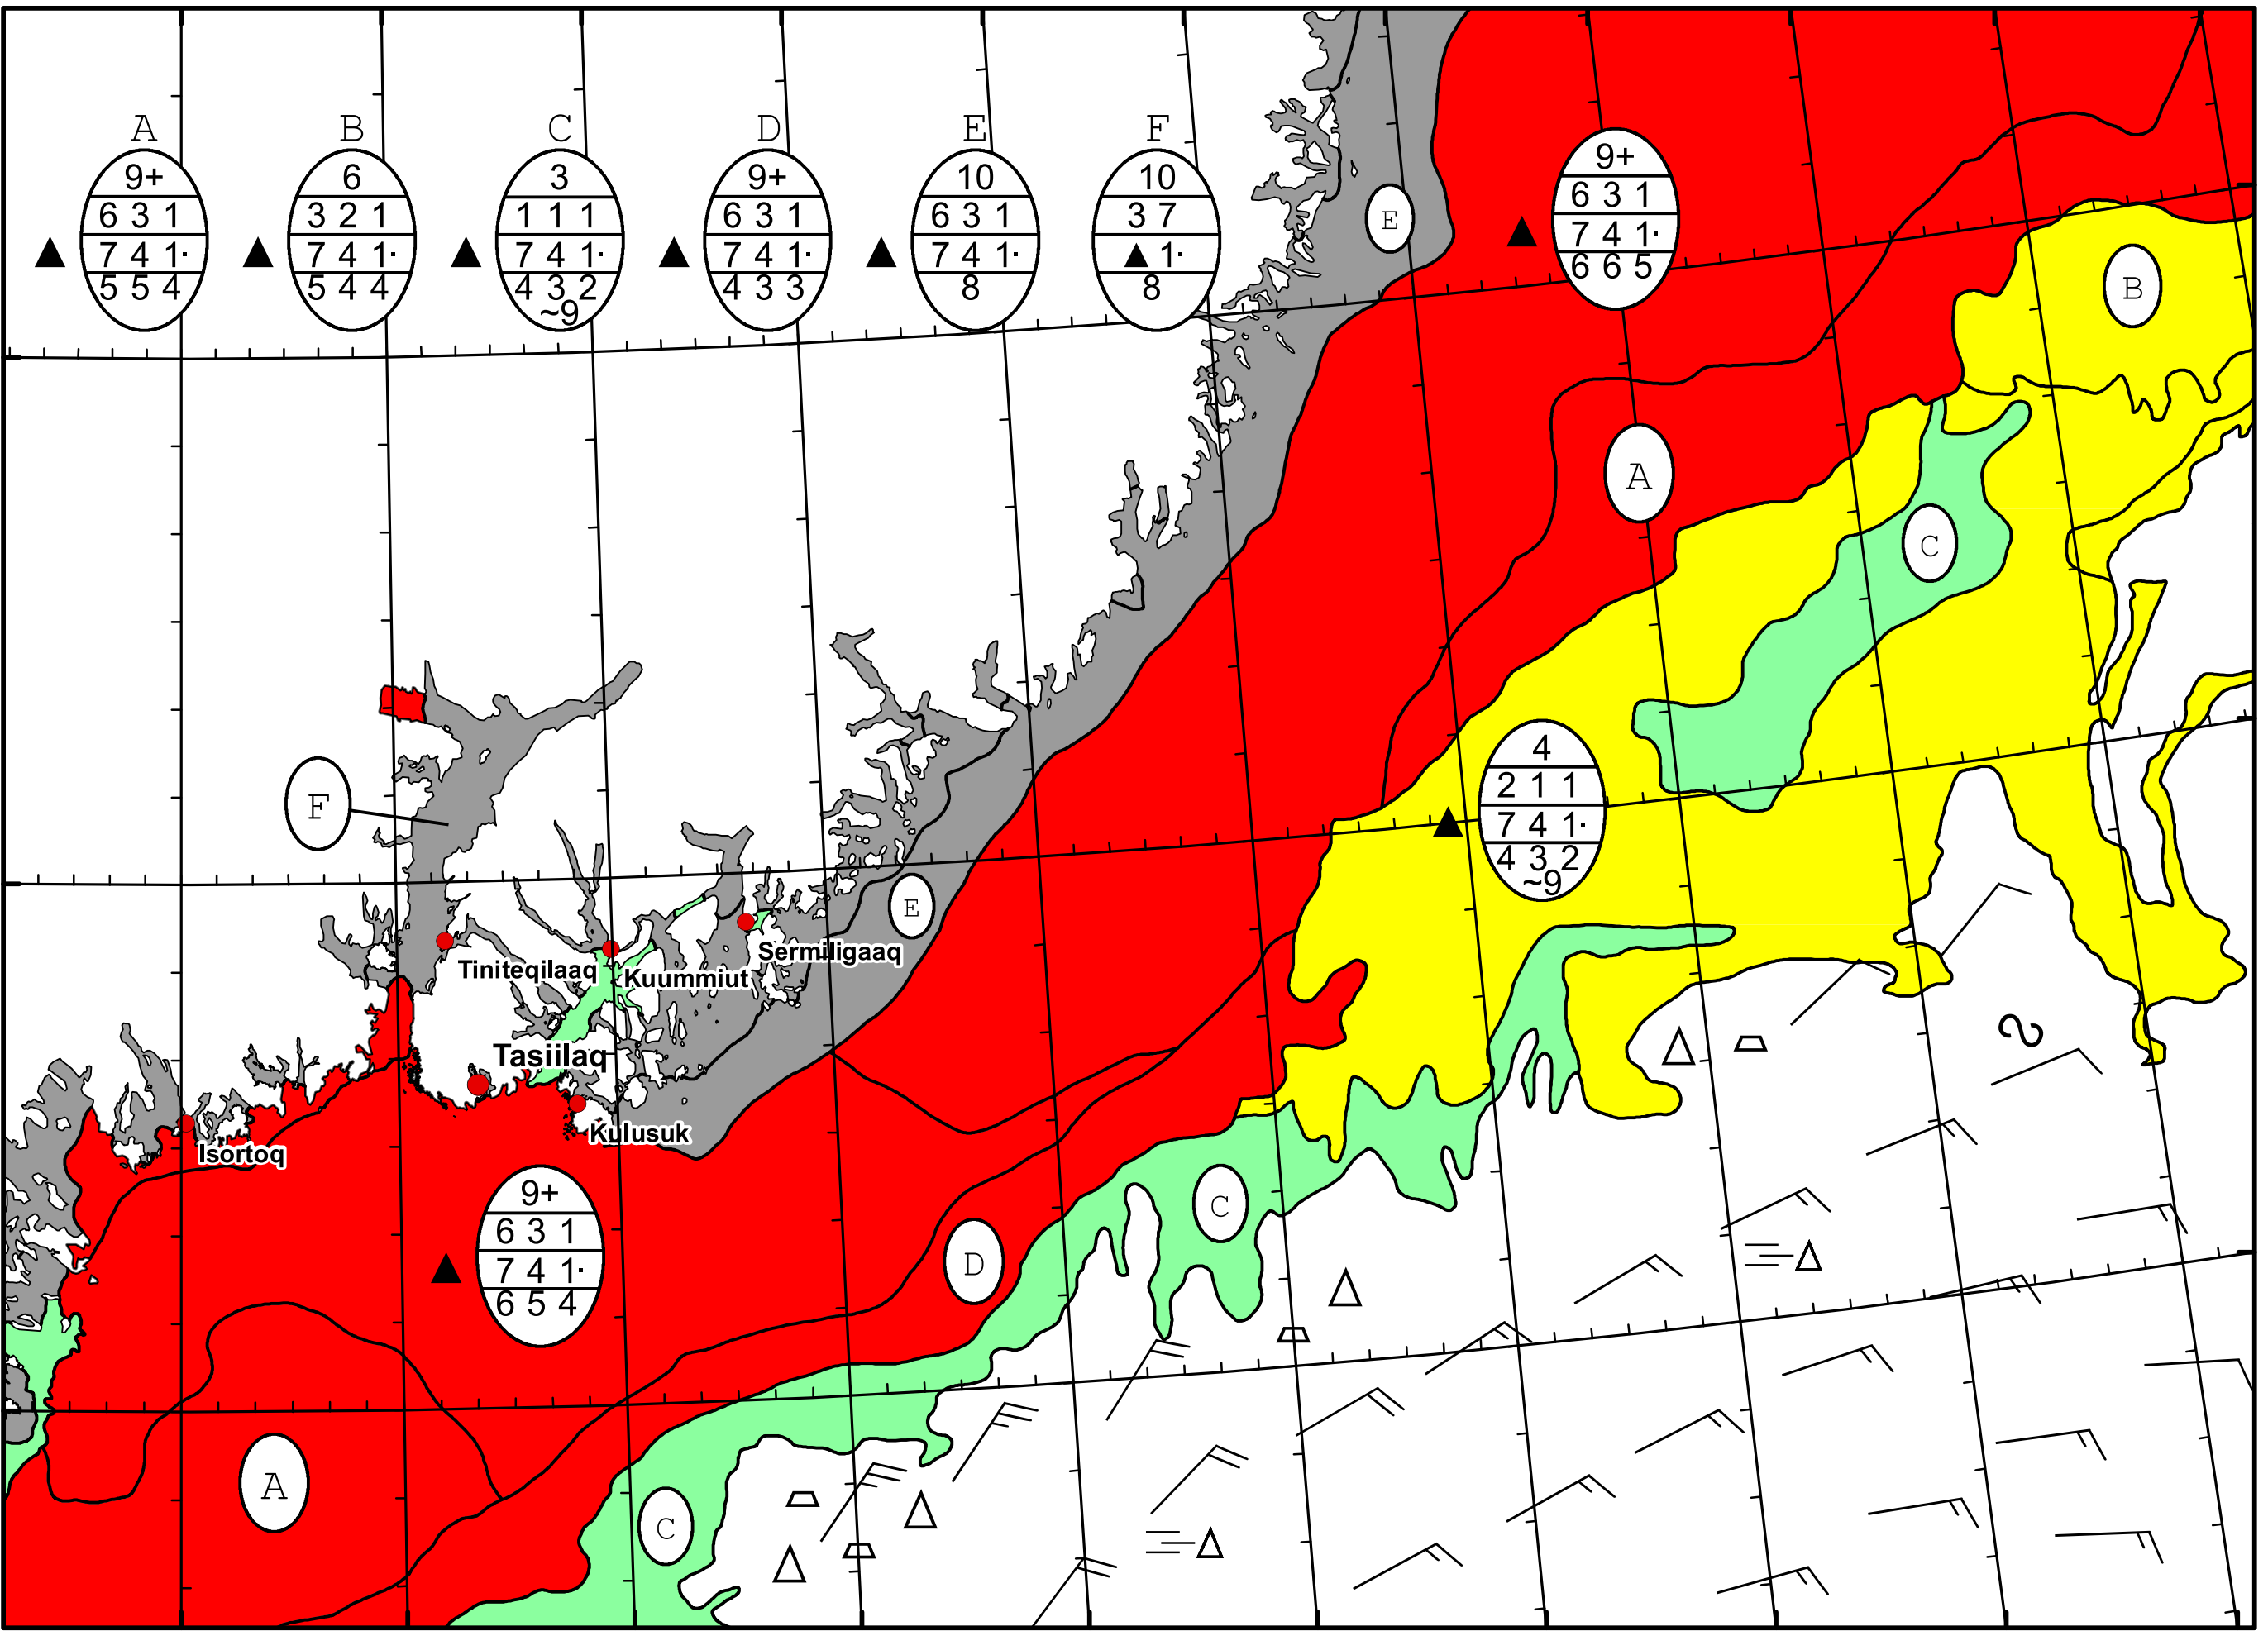 A B C D E F
9+
6 3 1
7 4 1·
5 5 4
6
3 2 1
7 4 1·
5 4 4
3
1 1 1
7 4 1·
4 3 2
~9
9+
6 3 1
7 4 1·
4 3 3
10
6 3 1
7 4 1·
8
10
3 7
▲ 1·
8
9+
6 3 1
7 4 1·
6 6 5
E
B
A
C
4
2 1 1
7 4 1·
4 3 2
~9
F
E
Sermiligaaq
Tiniteqilaaq
Kuummiut
Tasiilaq
Kulusuk
Isortoq
9+
6 3 1
7 4 1·
6 5 4
C
D
A
C